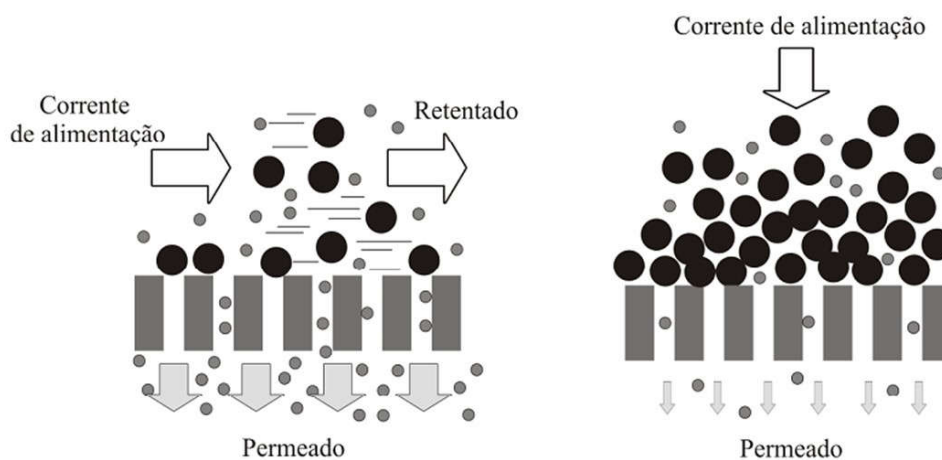 Corrente
de alimentação
Retentado
Permeado
Corrente de alimentação
Permeado